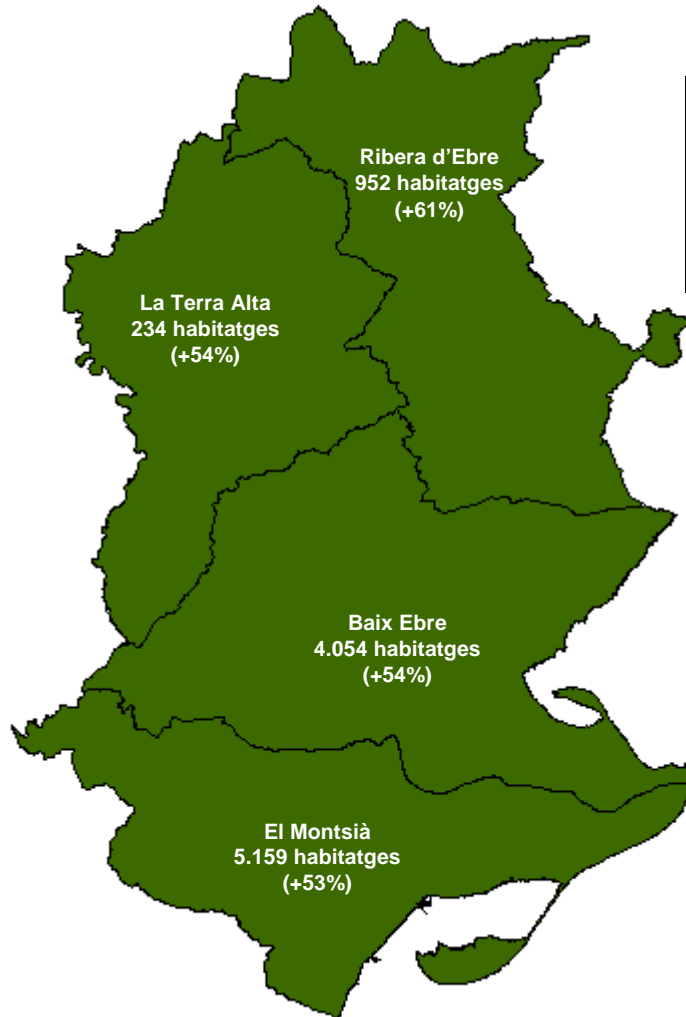 Ribera d’Ebre
952 habitatges
(+61%)
La Terra Alta
234 habitatges
(+54%)
Baix Ebre
4.054 habitatges
(+54%)
El Montsià
5.159 habitatges
(+53%)